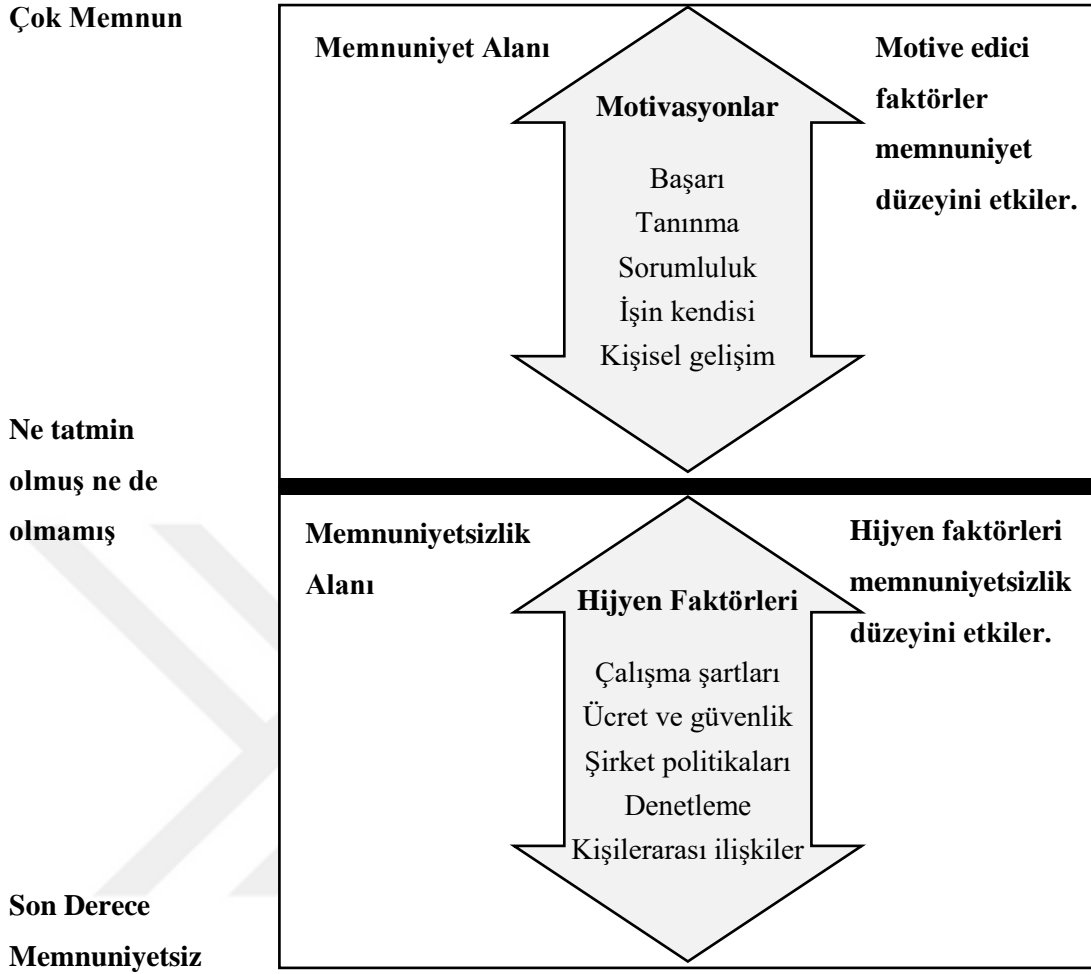 Çok Memnun
Memnuniyet Alanı
Motivasyonlar
Başarı
Tanınma
Sorumluluk
İşin kendisi
Kişisel gelişim
Motive edici
faktörler
memnuniyet
düzeyini etkiler.
Ne tatmin
olmuş ne de
olmamış
Memnuniyetsizlik
Alanı
Hijyen Faktörleri
Çalışma şartları
Ücret ve güvenlik
Şirket politikaları
Denetleme
Kişilerarası ilişkiler
Hijyen faktörleri
memnuniyetsizlik
düzeyini etkiler.
Son Derece
Memnuniyetsiz